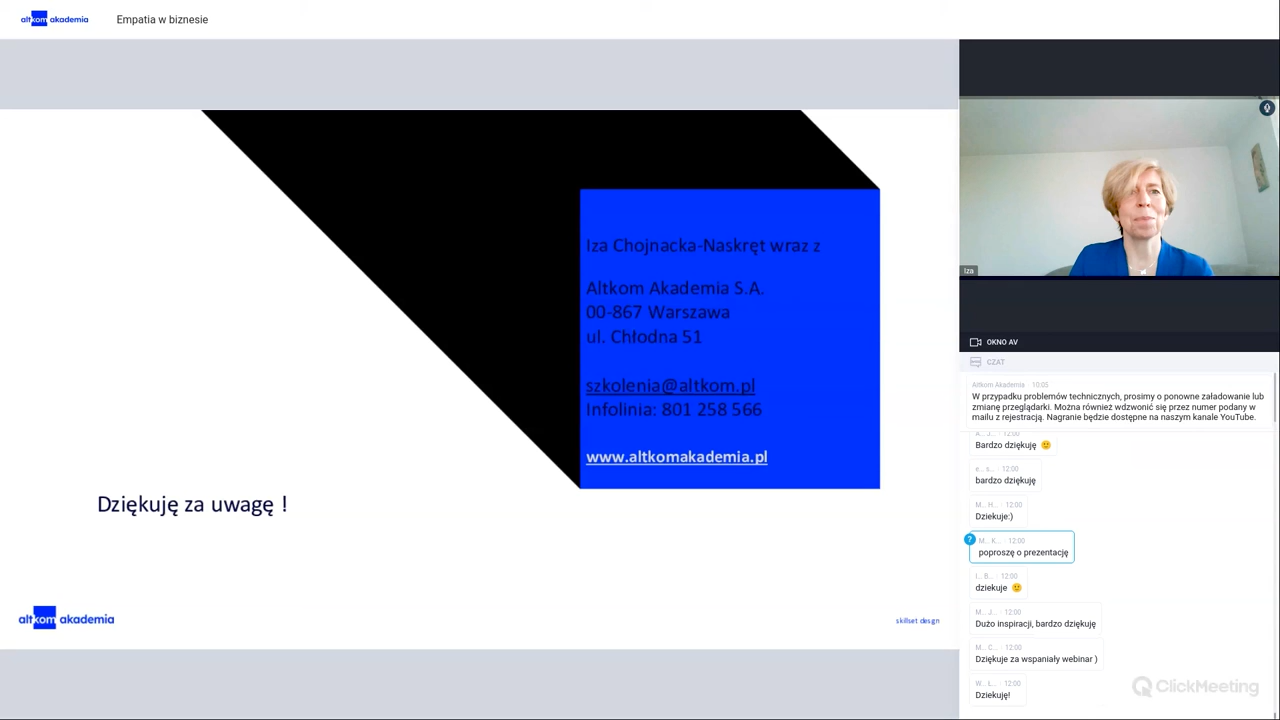 altkom akademia
Empatia w biznesie
Iza Chojnacka-Naskręt wraz z
Altkom Akademia S.A.
00-867 Warszawa
ul. Chłodna 51
szkolenia@altkom.pl
Infolinia: 801 258 566
www.altkomakademia.pl
Dziękuję za uwagę !
altkom akademia
skillset design
Iza
OKNO AV
CZAT
Altkom Akademia · 10:05
W przypadku problemów technicznych, prosimy o ponowne załadowanie lub
zmianę przeglądarki. Można również wdzwonić się przez numer podany w
mailu z rejestracją. Nagranie będzie dostępne na naszym kanale YouTube.
K... J... · 12:00
Bardzo dziękuję 🙂
e... s... · 12:00
bardzo dziękuję
M... H... · 12:00
Dziekuje:)
?
M... K... · 12:00
poproszę o prezentację
I... B... · 12:00
dziekuje 🙂
M... J... · 12:00
Dużo inspiracji, bardzo dziękuję
M... C... · 12:00
Dziękuje za wspaniały webinar )
W... Ł... · 12:00
Dziekuję!
ClickMeeting